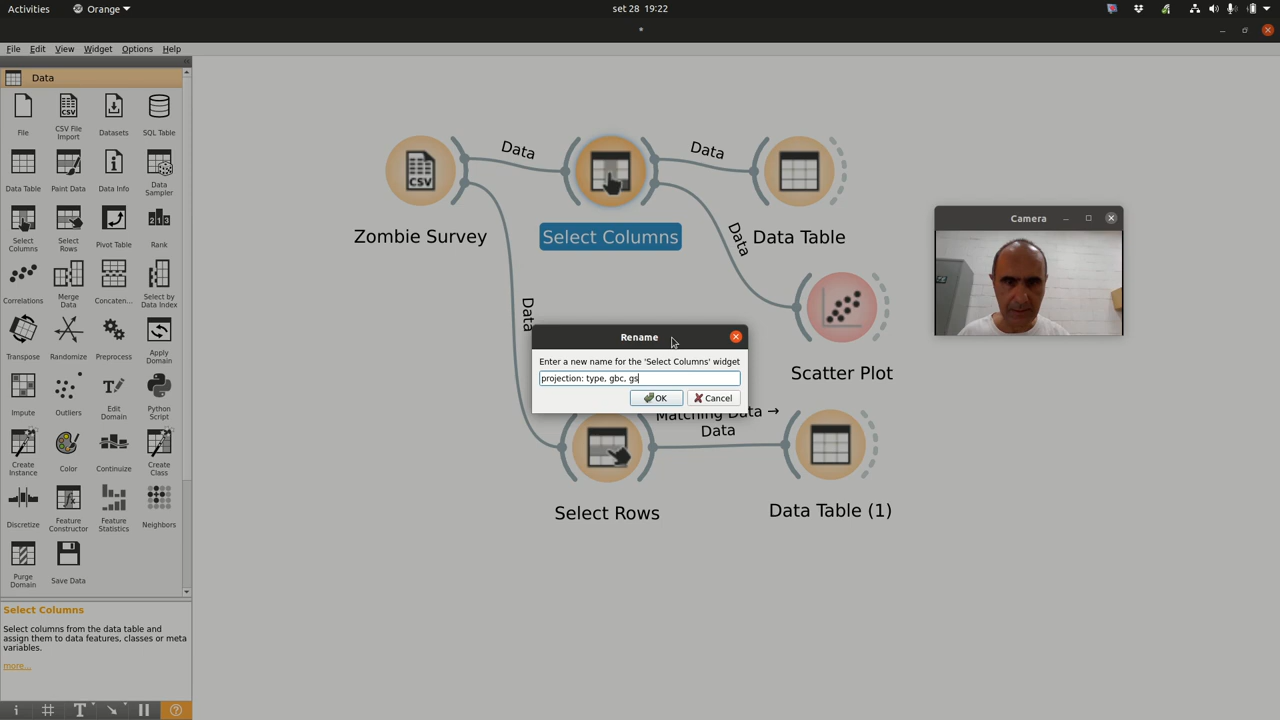 Activities
Orange
set 28 19:22
*
File Edit View Widget Options Help
Data
File
CSV File Import
Datasets
SQL Table
Data Table
Paint Data
Data Info
Data Sampler
Select Columns
Select Rows
Pivot Table
Rank
Correlations
Merge Data
Concaten...
Select by Data Index
Transpose
Randomize
Preprocess
Apply Domain
Impute
Outliers
Edit Domain
Python Script
Create Instance
Color
Continuize
Create Class
Discretize
Feature Constructor
Feature Statistics
Neighbors
Purge Domain
Save Data
Select Columns
Select columns from the data table and
assign them to data features, classes or meta
variables.
more...
Data
Data
Zombie Survey
Select Columns
Data Table
Data
Data
Scatter Plot
Rename
Enter a new name for the 'Select Columns' widget
projection: type, gbc, gs
OK
Cancel
Matching Data →
Data
Select Rows
Data Table (1)
Camera